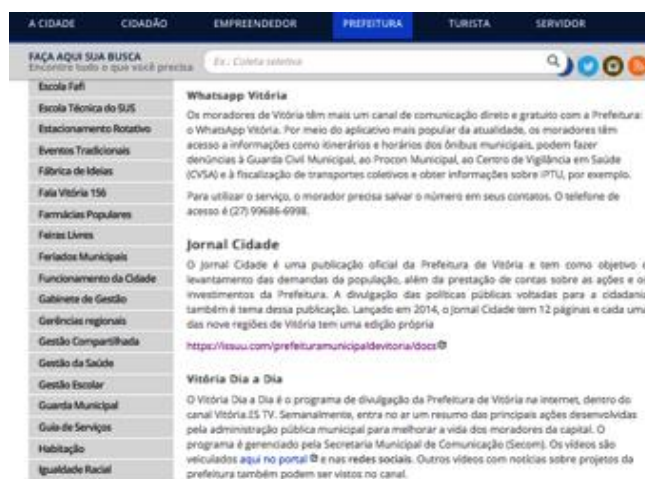 A CIDADE CIDADÃO EMPREENDEDOR PREFEITURA TURISTA SERVIDOR
FAÇA AQUI SUA BUSCA
Encontre tudo o que você precisa
Ex.: Coleta seletiva
Escola Fafi
Escola Técnica do SUS
Estacionamento Rotativo
Eventos Tradicionais
Fábrica de Ideias
Fala Vitória 156
Farmácias Populares
Feiras Livres
Feriados Municipais
Funcionamento da Cidade
Gabinete de Gestão
Gerências regionais
Gestão Compartilhada
Gestão da Saúde
Gestão Escolar
Guarda Municipal
Guia de Serviços
Habitação
Igualdade Racial
Whatsapp Vitória
Os moradores de Vitória têm mais um canal de comunicação direto e gratuito com a Prefeitura:
o WhatsApp Vitória. Por meio do aplicativo mais popular da atualidade, os moradores têm
acesso a informações como itinerários e horários dos ônibus municipais, podem fazer
denúncias à Guarda Civil Municipal, ao Procon Municipal, ao Centro de Vigilância em Saúde
(CVSA) e à fiscalização de transportes coletivos e obter informações sobre IPTU, por exemplo.
Para utilizar o serviço, o morador precisa salvar o número em seus contatos. O telefone de
acesso é (27) 99686-6998.
Jornal Cidade
O Jornal Cidade é uma publicação oficial da Prefeitura de Vitória e tem como objetivo o
levantamento das demandas da população, além da prestação de contas sobre as ações e os
investimentos da Prefeitura. A divulgação das políticas públicas voltadas para a cidadania
também é tema dessa publicação. Lançado em 2014, o Jornal Cidade tem 12 páginas e cada uma
das nove regiões de Vitória tem uma edição própria
https://issuu.com/prefeituramunicipaldevitoria/docs
Vitória Dia a Dia
O Vitória Dia a Dia é o programa de divulgação da Prefeitura de Vitória na internet, dentro do
canal Vitória.ES TV. Semanalmente, entra no ar um resumo das principais ações desenvolvidas
pela administração pública municipal para melhorar a vida dos moradores da capital. O
programa é gerenciado pela Secretaria Municipal de Comunicação (Secom). Os vídeos são
veiculados aqui no portal e nas redes sociais. Outros vídeos com notícias sobre projetos da
prefeitura também podem ser vistos no canal.